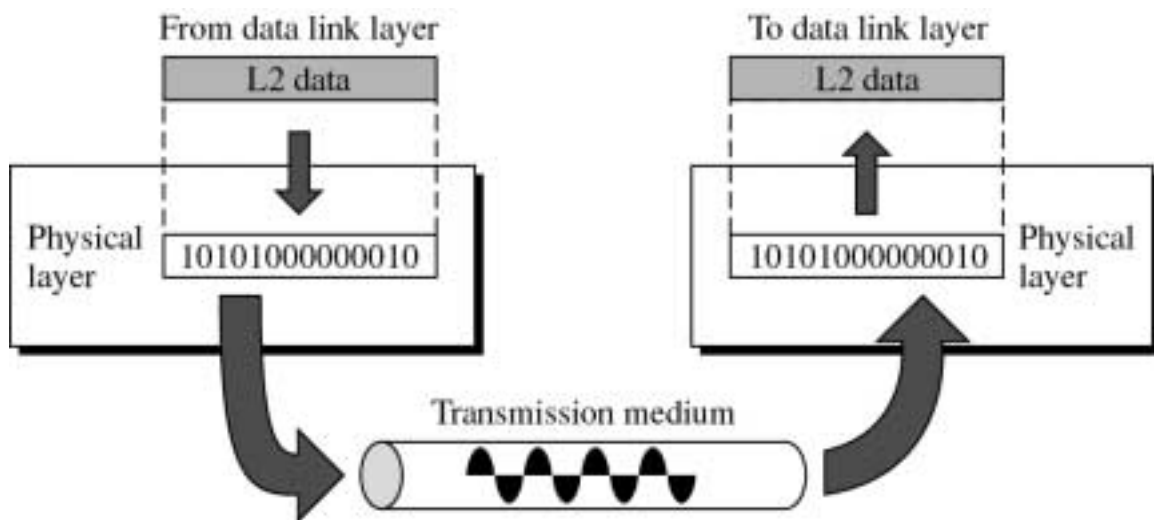 From data link layer
L2 data
Physical
layer
10101000000010
To data link layer
L2 data
10101000000010
Physical
layer
Transmission medium